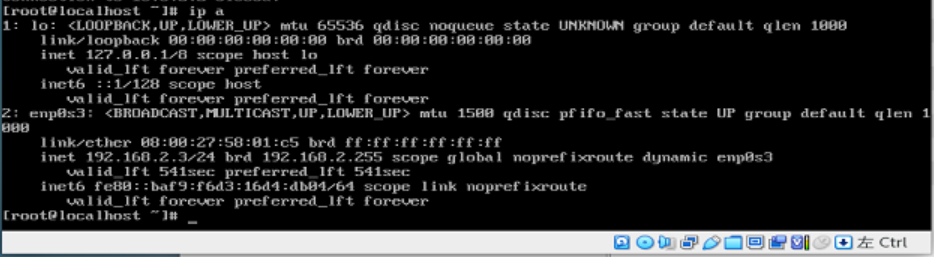 [root@localhost ~]# ip a
1: lo: <LOOPBACK,UP,LOWER_UP> mtu 65536 qdisc noqueue state UNKNOWN group default qlen 1000
    link/loopback 00:00:00:00:00:00 brd 00:00:00:00:00:00
    inet 127.0.0.1/8 scope host lo
       valid_lft forever preferred_lft forever
    inet6 ::1/128 scope host
       valid_lft forever preferred_lft forever
2: enp0s3: <BROADCAST,MULTICAST,UP,LOWER_UP> mtu 1500 qdisc pfifo_fast state UP group default qlen 1
000
    link/ether 08:00:27:58:01:c5 brd ff:ff:ff:ff:ff:ff
    inet 192.168.2.3/24 brd 192.168.2.255 scope global noprefixroute dynamic enp0s3
       valid_lft 541sec preferred_lft 541sec
    inet6 fe80::baf9:f6d3:16d4:db04/64 scope link noprefixroute
       valid_lft forever preferred_lft forever
[root@localhost ~]# _
左 Ctrl